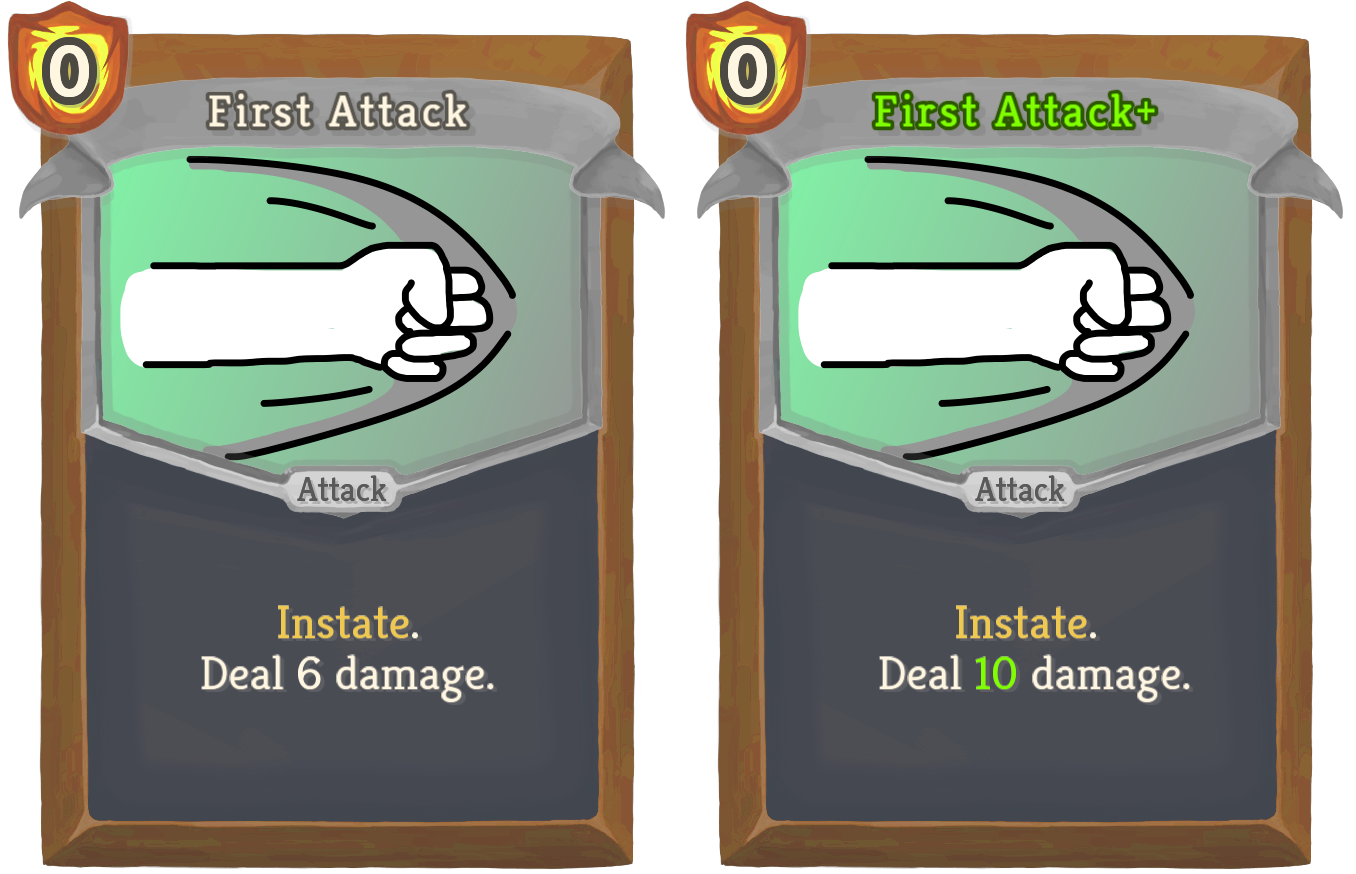 0
First Attack
Attack
Instate.
Deal 6 damage.
0
First Attack+
Attack
Instate.
Deal 10 damage.